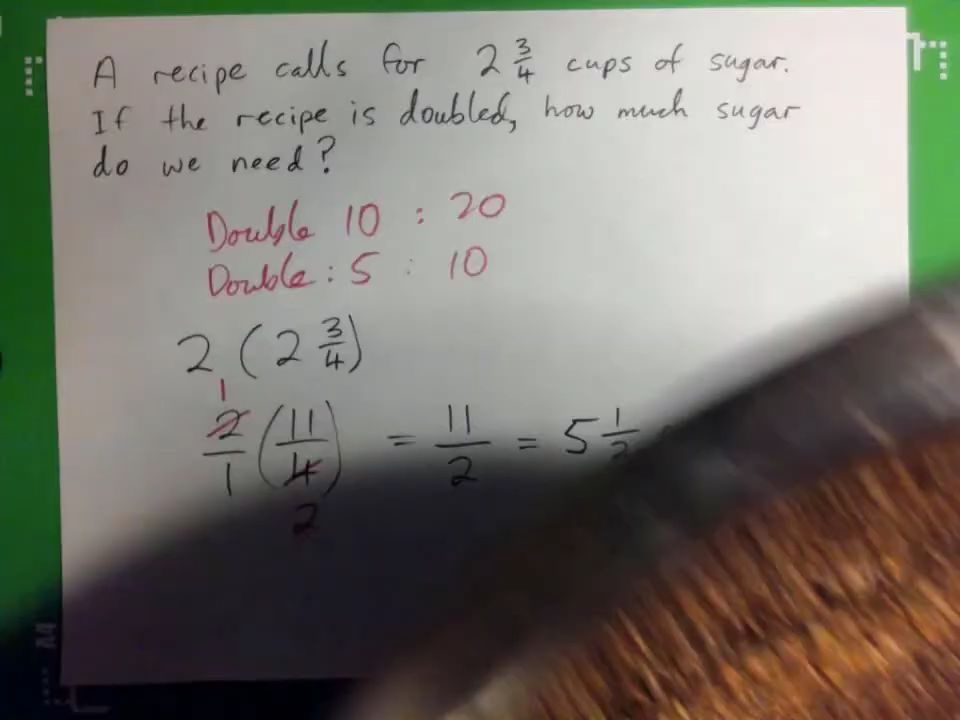 A recipe calls for 2 3/4 cups of sugar.
If the recipe is doubled, how much sugar
do we need?
Double 10 : 20
Double : 5 : 10
2 ( 2 3/4 )
1
2/1 ( 11/4 ) = 11/2 = 5 1/2
2